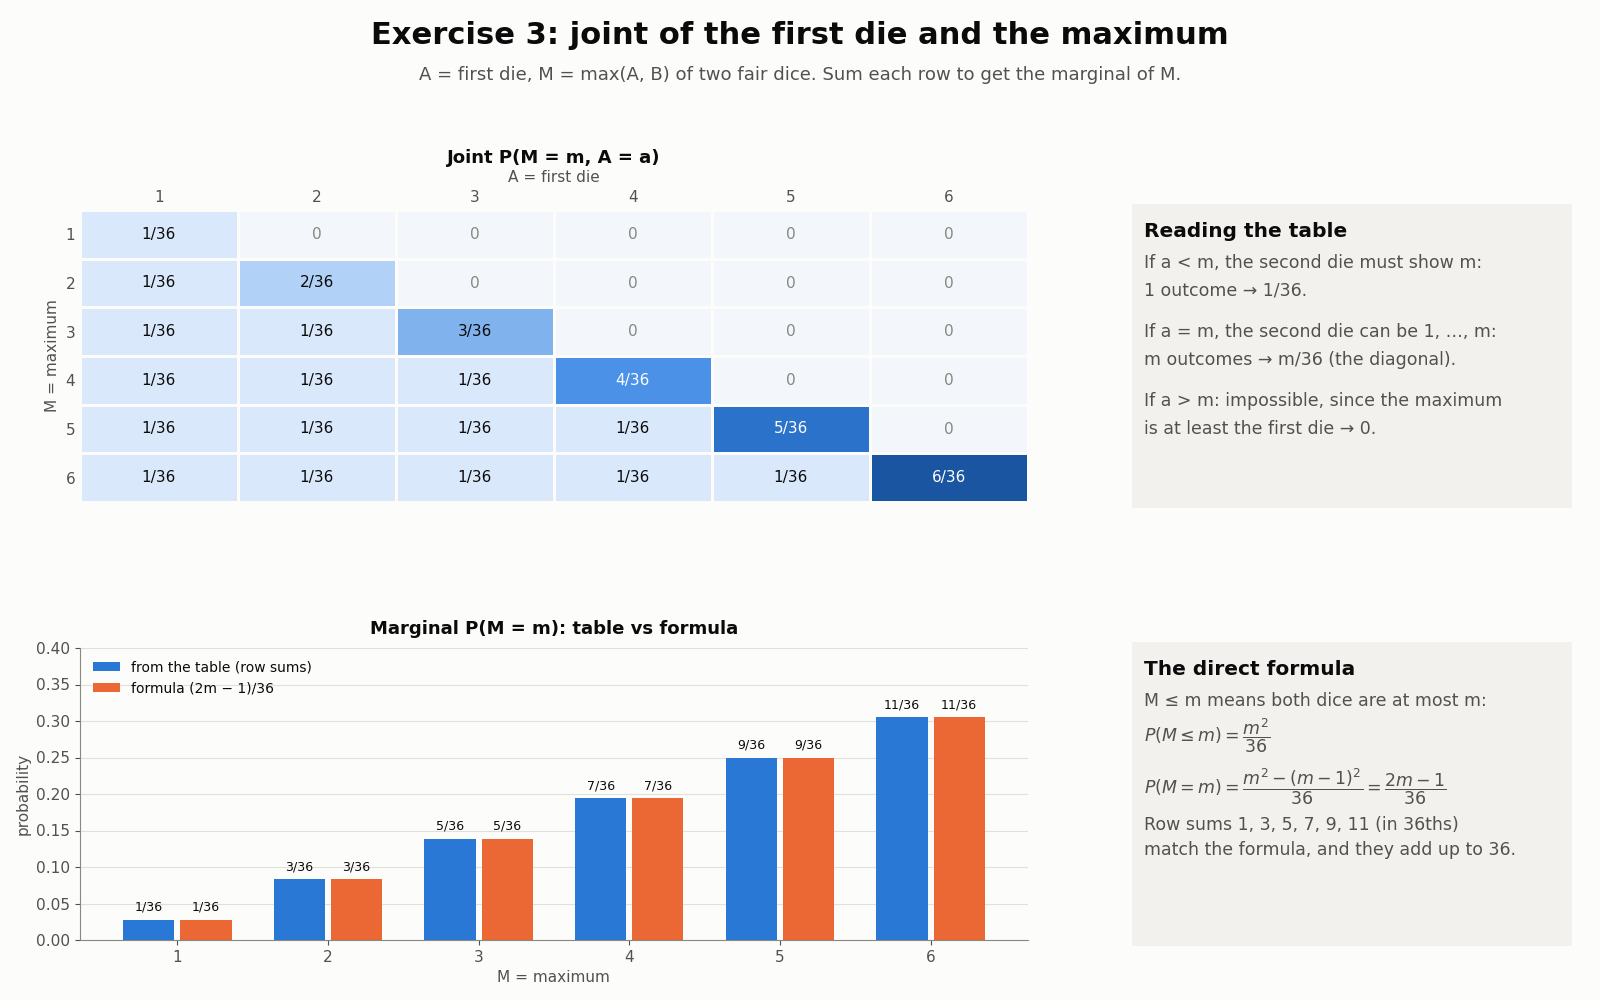 Exercise 3: joint of the first die and the maximum
A = first die, M = max(A, B) of two fair dice. Sum each row to get the marginal of M.
Joint P(M = m, A = a)
A = first die
1 2 3 4 5 6
M = maximum
1 1/36 0 0 0 0 0
2 1/36 2/36 0 0 0 0
3 1/36 1/36 3/36 0 0 0
4 1/36 1/36 1/36 4/36 0 0
5 1/36 1/36 1/36 1/36 5/36 0
6 1/36 1/36 1/36 1/36 1/36 6/36
Reading the table
If a < m, the second die must show m:
1 outcome → 1/36.
If a = m, the second die can be 1, ..., m:
m outcomes → m/36 (the diagonal).
If a > m: impossible, since the maximum
is at least the first die → 0.
Marginal P(M = m): table vs formula
from the table (row sums)
formula (2m − 1)/36
probability
0.40
0.35
0.30
0.25
0.20
0.15
0.10
0.05
0.00
1/36 1/36
3/36 3/36
5/36 5/36
7/36 7/36
9/36 9/36
11/36 11/36
1 2 3 4 5 6
M = maximum
The direct formula
M ≤ m means both dice are at most m:
P(M ≤ m) = m²/36
P(M = m) = (m² − (m − 1)²)/36 = (2m − 1)/36
Row sums 1, 3, 5, 7, 9, 11 (in 36ths)
match the formula, and they add up to 36.